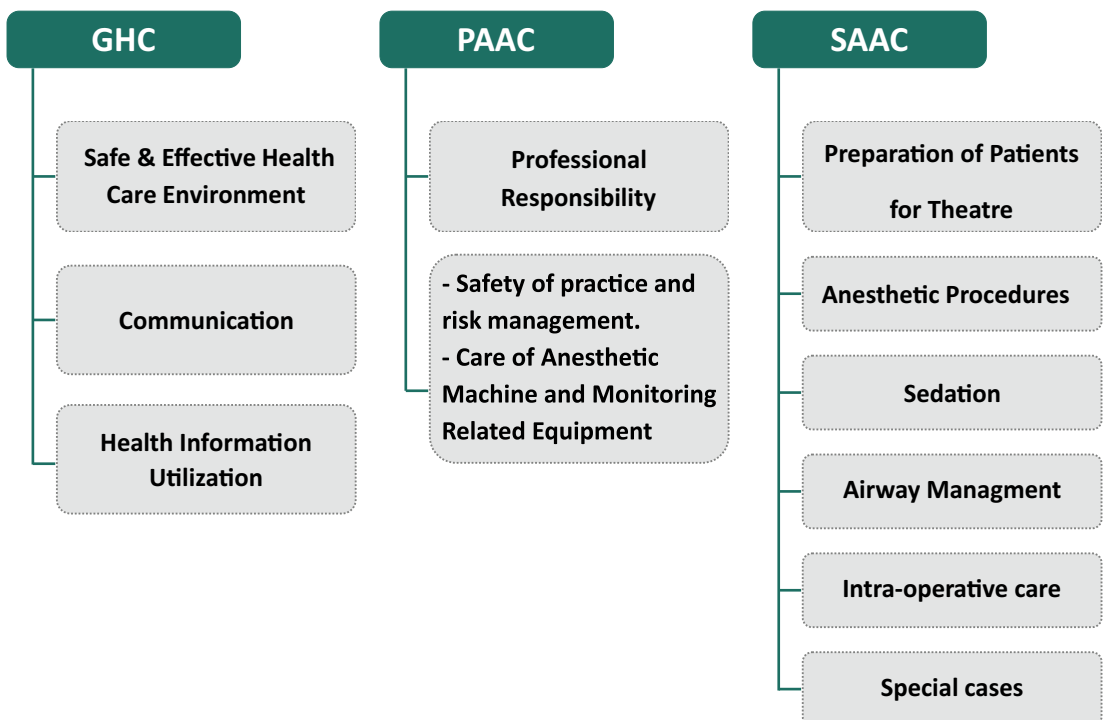 GHC
Safe & Effective Health
Care Environment
Communication
Health Information
Utilization
PAAC
Professional
Responsibility
- Safety of practice and
risk management.
- Care of Anesthetic
Machine and Monitoring
Related Equipment
SAAC
Preparation of Patients
for Theatre
Anesthetic Procedures
Sedation
Airway Managment
Intra-operative care
Special cases